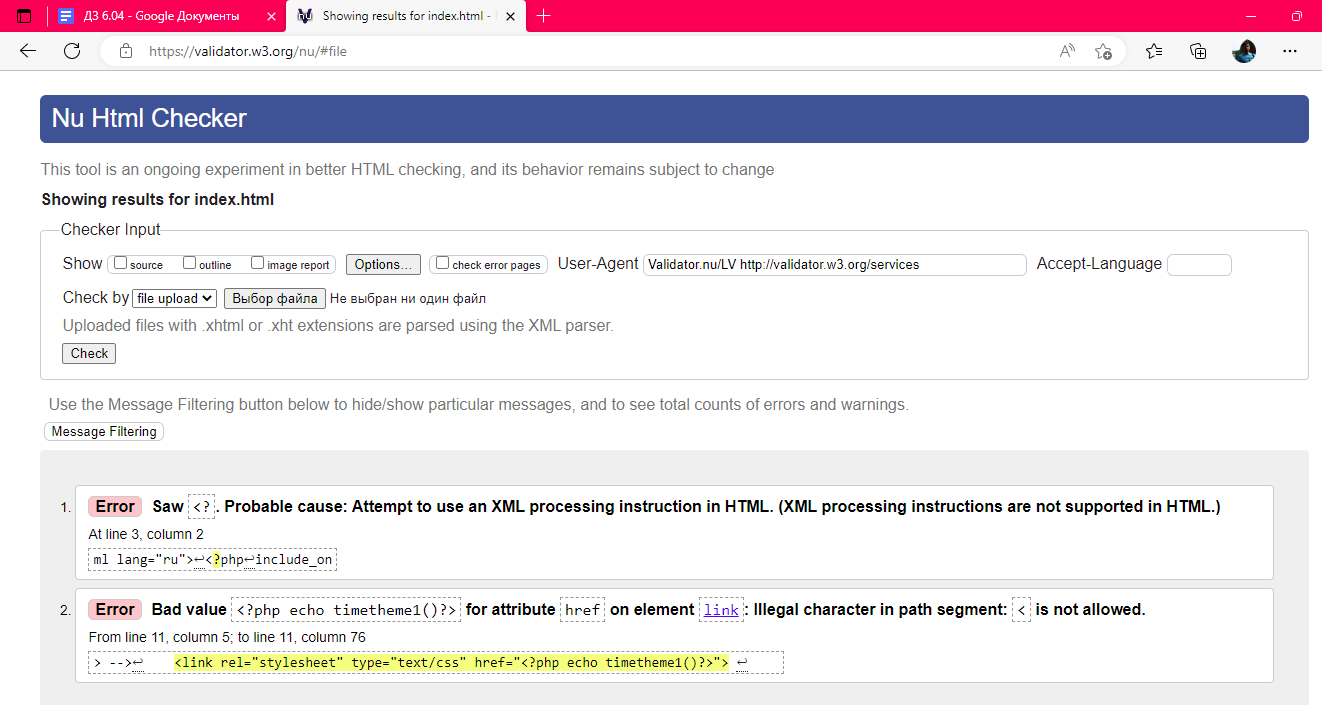 ДЗ 6.04 - Google Документы
Showing results for index.html -
https://validator.w3.org/nu/#file
Nu Html Checker
This tool is an ongoing experiment in better HTML checking, and its behavior remains subject to change
Showing results for index.html
Checker Input
Show source outline image report Options... check error pages User-Agent Validator.nu/LV http://validator.w3.org/services Accept-Language
Check by file upload Выбор файла Не выбран ни один файл
Uploaded files with .xhtml or .xht extensions are parsed using the XML parser.
Check
Use the Message Filtering button below to hide/show particular messages, and to see total counts of errors and warnings.
Message Filtering
1. Error Saw <?. Probable cause: Attempt to use an XML processing instruction in HTML. (XML processing instructions are not supported in HTML.)
At line 3, column 2
ml lang="ru">↩<?php↩include_on
2. Error Bad value <?php echo timetheme1()?> for attribute href on element link: Illegal character in path segment: < is not allowed.
From line 11, column 5; to line 11, column 76
> -->↩ <link rel="stylesheet" type="text/css" href="<?php echo timetheme1()?>"> ↩